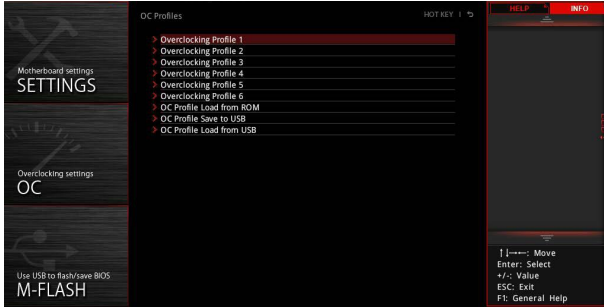 OC Profiles
HOT KEY |
HELP
INFO
Overclocking Profile 1
Overclocking Profile 2
Overclocking Profile 3
Overclocking Profile 4
Overclocking Profile 5
Overclocking Profile 6
OC Profile Load from ROM
OC Profile Save to USB
OC Profile Load from USB
Motherboard settings
SETTINGS
Overclocking settings
OC
Use USB to flash/save BIOS
M-FLASH
↑↓→←: Move
Enter: Select
+/-: Value
ESC: Exit
F1: General Help